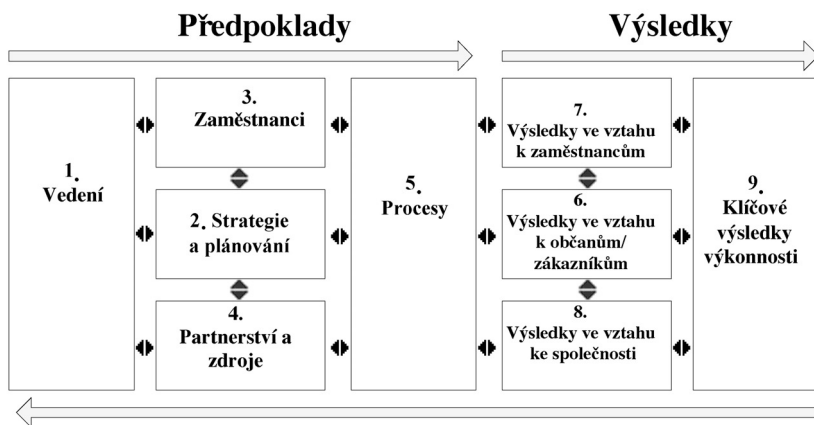 Předpoklady
Výsledky
1.
Vedení
3.
Zaměstnanci
2. Strategie
a plánování
4.
Partnerství a
zdroje
5.
Procesy
7.
Výsledky ve vztahu
k zaměstnancům
6.
Výsledky ve vztahu
k občanům/
zákazníkům
8.
Výsledky ve vztahu
ke společnosti
9.
Klíčové
výsledky
výkonnosti